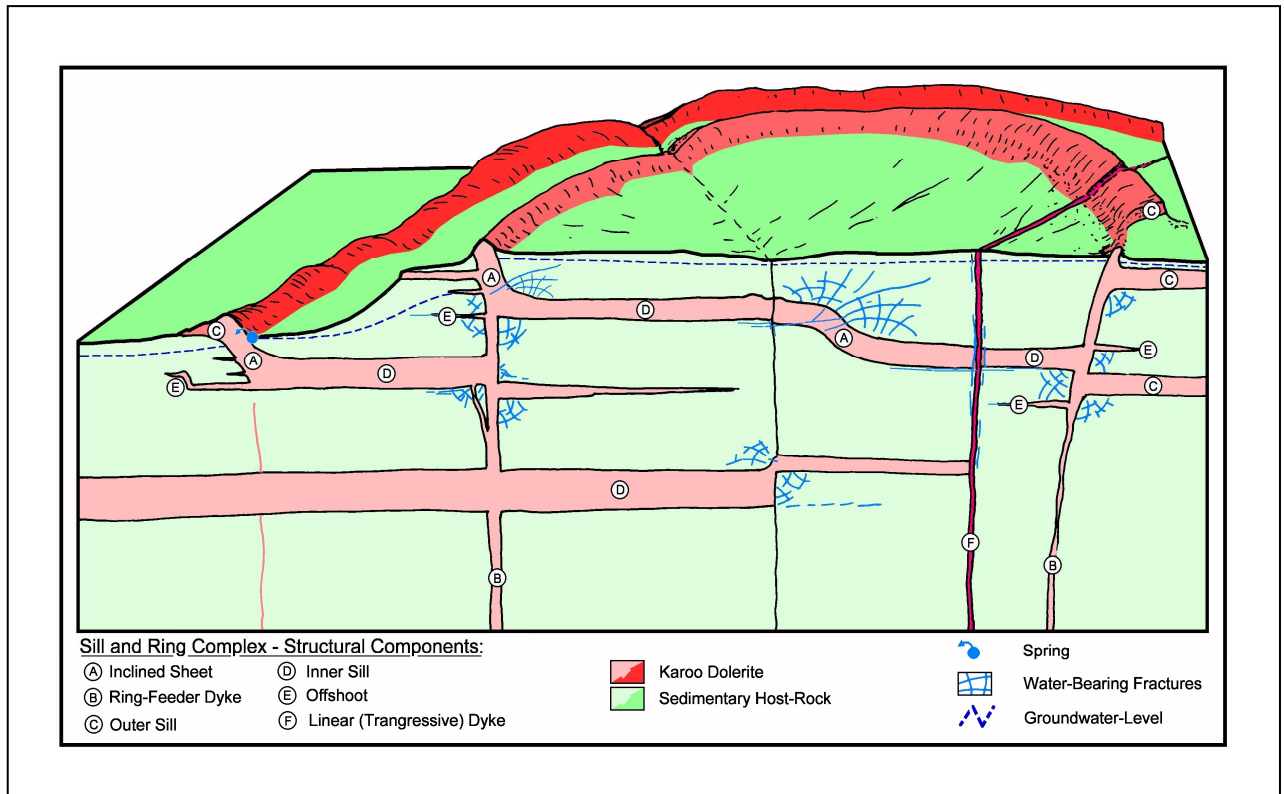 C
A
D
C
A
E
D
A
C
D
E
D
C
E
E
D
F
B
B
Sill and Ring Complex - Structural Components:
A Inclined Sheet
B Ring-Feeder Dyke
C Outer Sill
D Inner Sill
E Offshoot
F Linear (Trangressive) Dyke
Karoo Dolerite
Sedimentary Host-Rock
Spring
Water-Bearing Fractures
Groundwater-Level